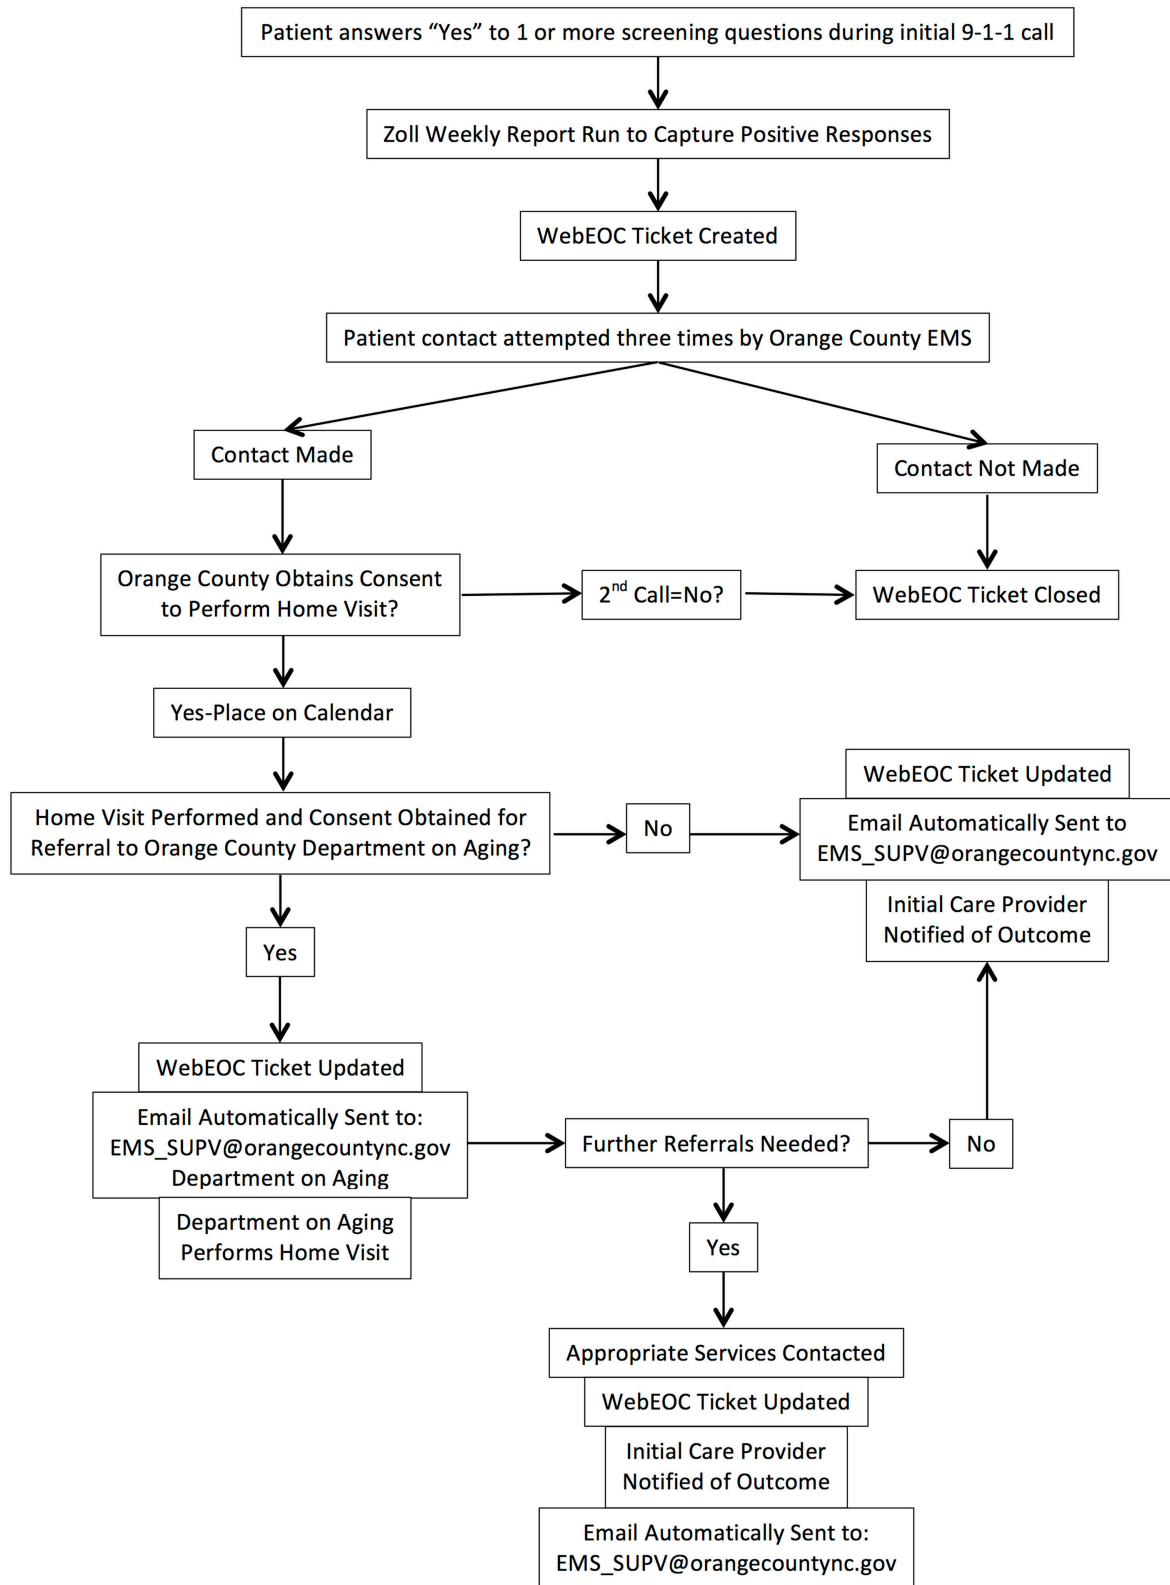 Patient answers “Yes” to 1 or more screening questions during initial 9-1-1 call
Zoll Weekly Report Run to Capture Positive Responses
WebEOC Ticket Created
Patient contact attempted three times by Orange County EMS
Contact Made
Contact Not Made
Orange County Obtains Consent
to Perform Home Visit?
2nd Call=No?
WebEOC Ticket Closed
Yes-Place on Calendar
Home Visit Performed and Consent Obtained for
Referral to Orange County Department on Aging?
No
WebEOC Ticket Updated
Email Automatically Sent to
EMS_SUPV@orangecountync.gov
Initial Care Provider
Notified of Outcome
Yes
WebEOC Ticket Updated
Email Automatically Sent to:
EMS_SUPV@orangecountync.gov
Department on Aging
Department on Aging
Performs Home Visit
Further Referrals Needed?
No
Yes
Appropriate Services Contacted
WebEOC Ticket Updated
Initial Care Provider
Notified of Outcome
Email Automatically Sent to:
EMS_SUPV@orangecountync.gov